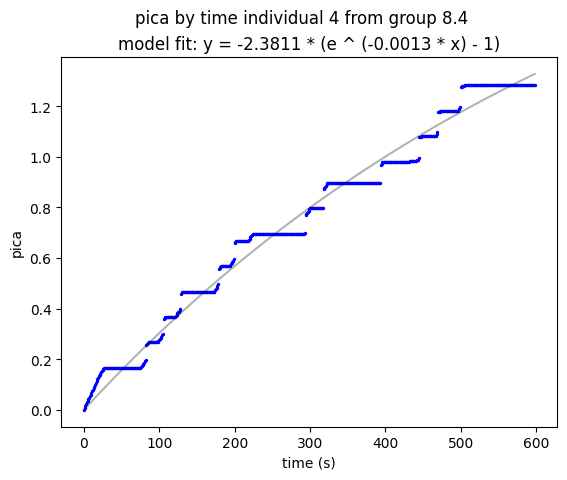 pica by time individual 4 from group 8.4
model fit: y = -2.3811 * (e ^ (-0.0013 * x) - 1)
pica
1.2
1.0
0.8
0.6
0.4
0.2
0.0
0 100 200 300 400 500 600
time (s)